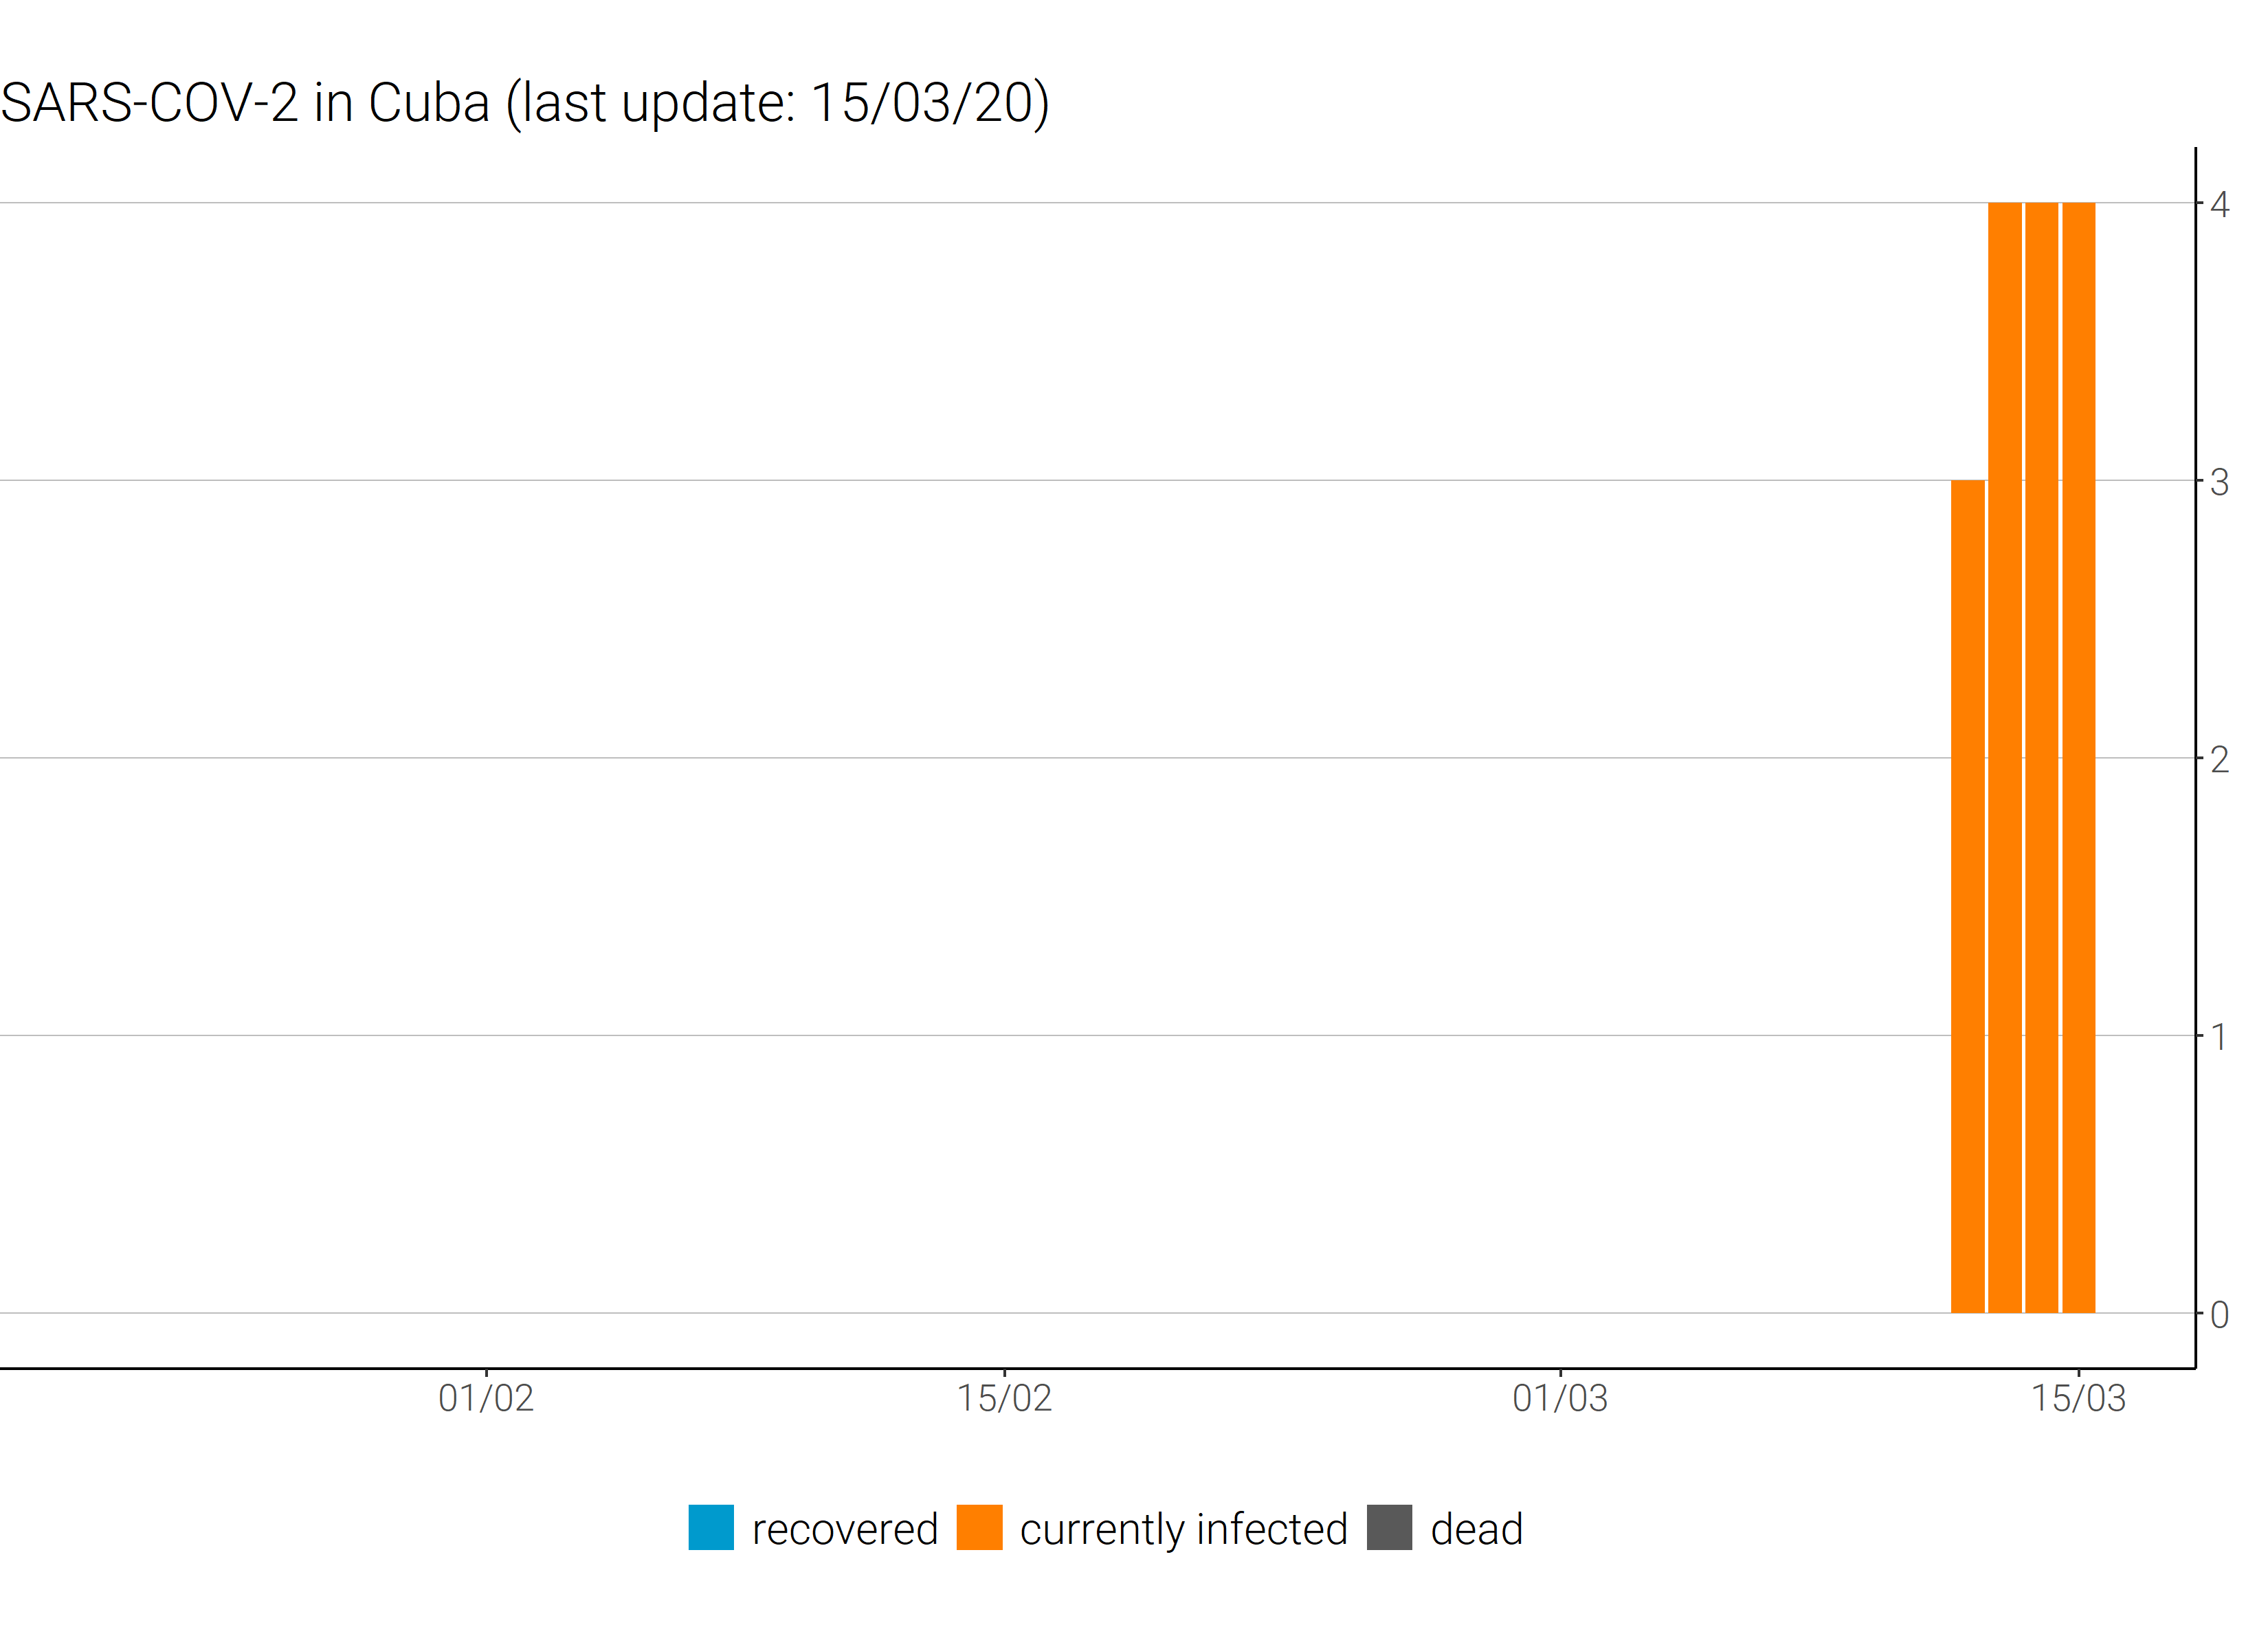 SARS-COV-2 in Cuba (last update: 15/03/20)
4
3
2
1
0
01/02 15/02 01/03 15/03
recovered currently infected dead